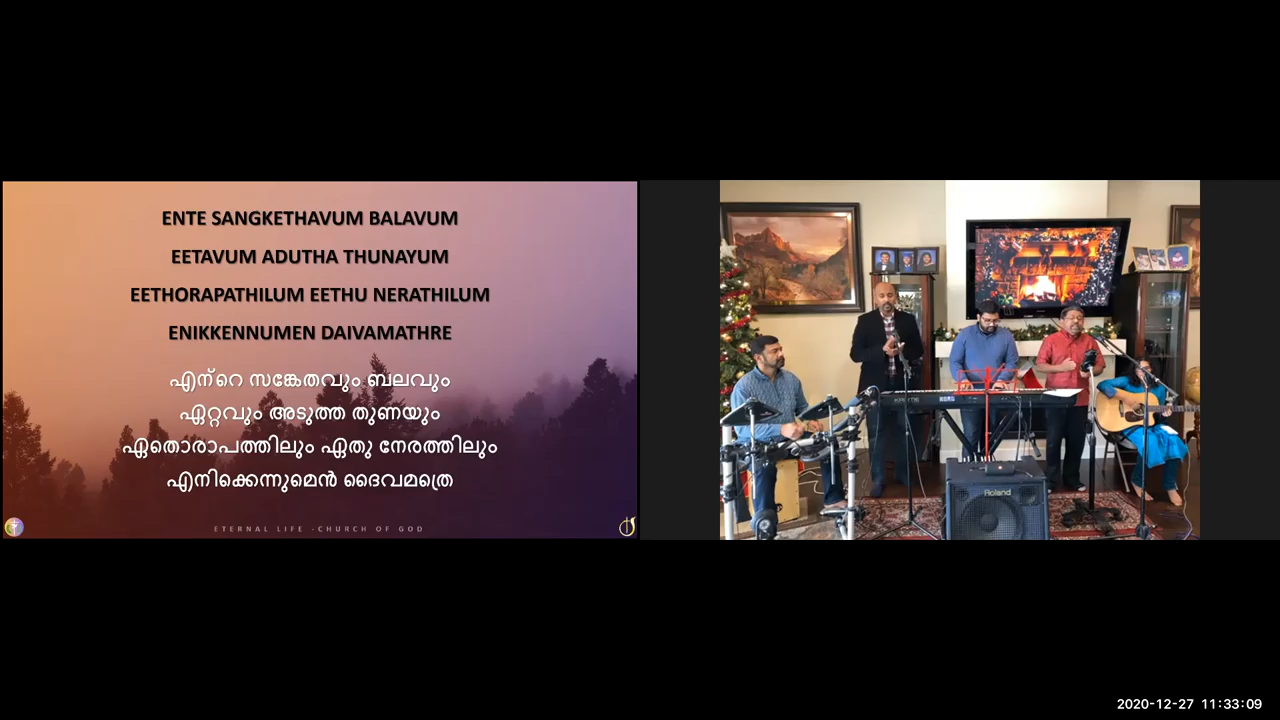 ENTE SANGKETHAVUM BALAVUM
EETAVUM ADUTHA THUNAYUM
EETHORAPATHILUM EETHU NERATHILUM
ENIKKENNUMEN DAIVAMATHRE
എന്റെ സങ്കേതവും ബലവും
ഏറ്റവും അടുത്ത തുണയും
ഏതൊരാപത്തിലും ഏതു നേരത്തിലും
എനിക്കെന്നുമെൻ ദൈവമത്രെ
ETERNAL LIFE - CHURCH OF GOD
KORG
Roland
2020-12-27 11:33:09